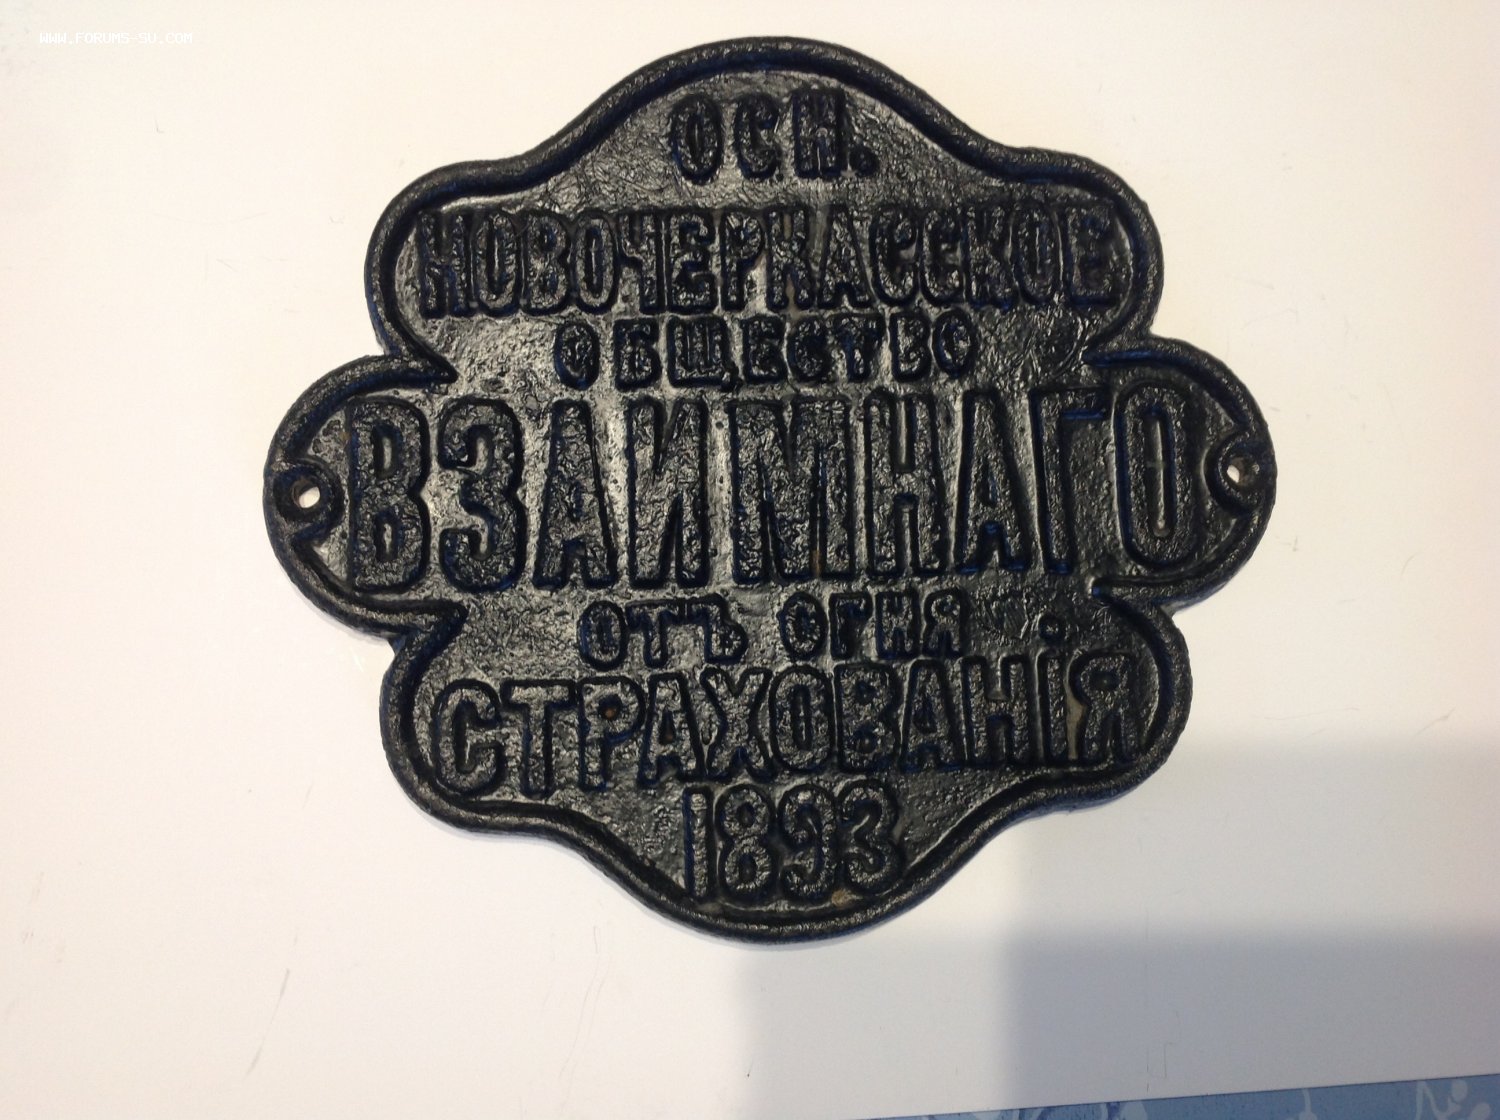 WWW.FORUMS-SU.COM
ОСН.
НОВОЧЕРКАССКОЕ
ОБЩЕСТВО
ВЗАИМНАГО
ОТЪ ОГНЯ
СТРАХОВАНІЯ
1893